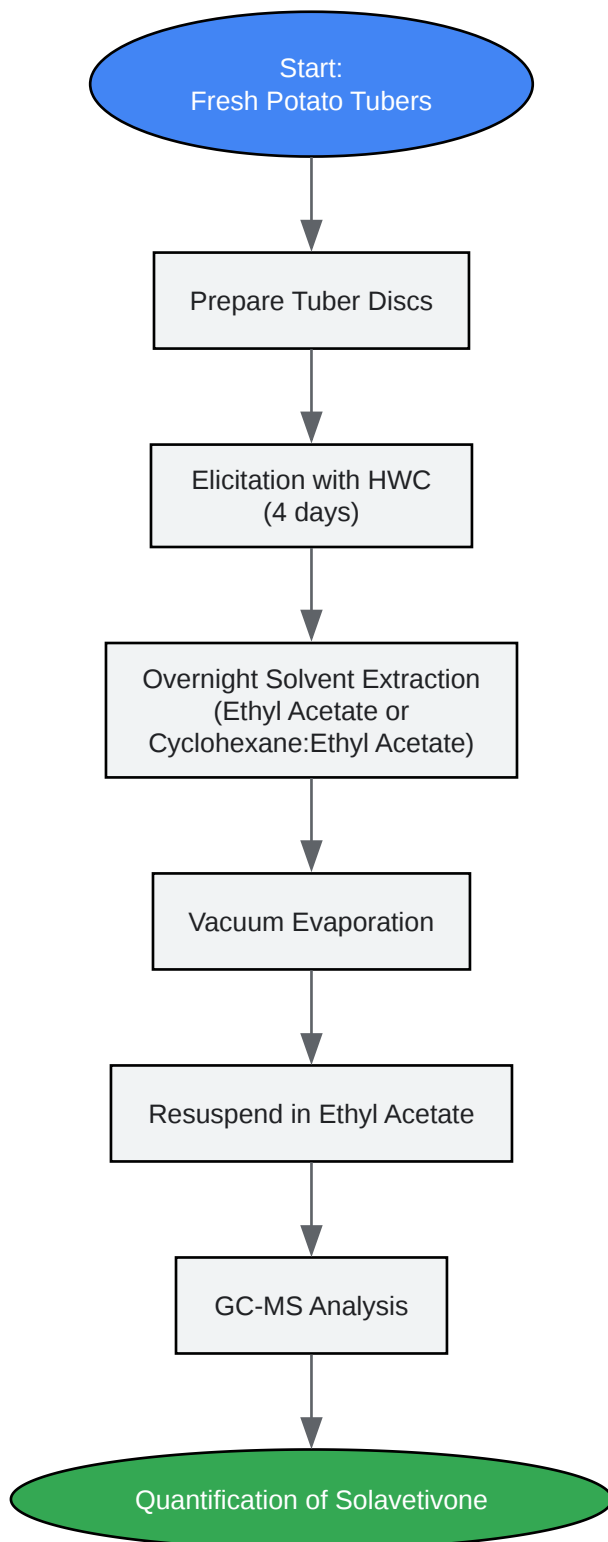 Start:
Fresh Potato Tubers
Prepare Tuber Discs
Elicitation with HWC
(4 days)
Overnight Solvent Extraction
(Ethyl Acetate or
Cyclohexane:Ethyl Acetate)
Vacuum Evaporation
Resuspend in Ethyl Acetate
GC-MS Analysis
Quantification of Solavetivone